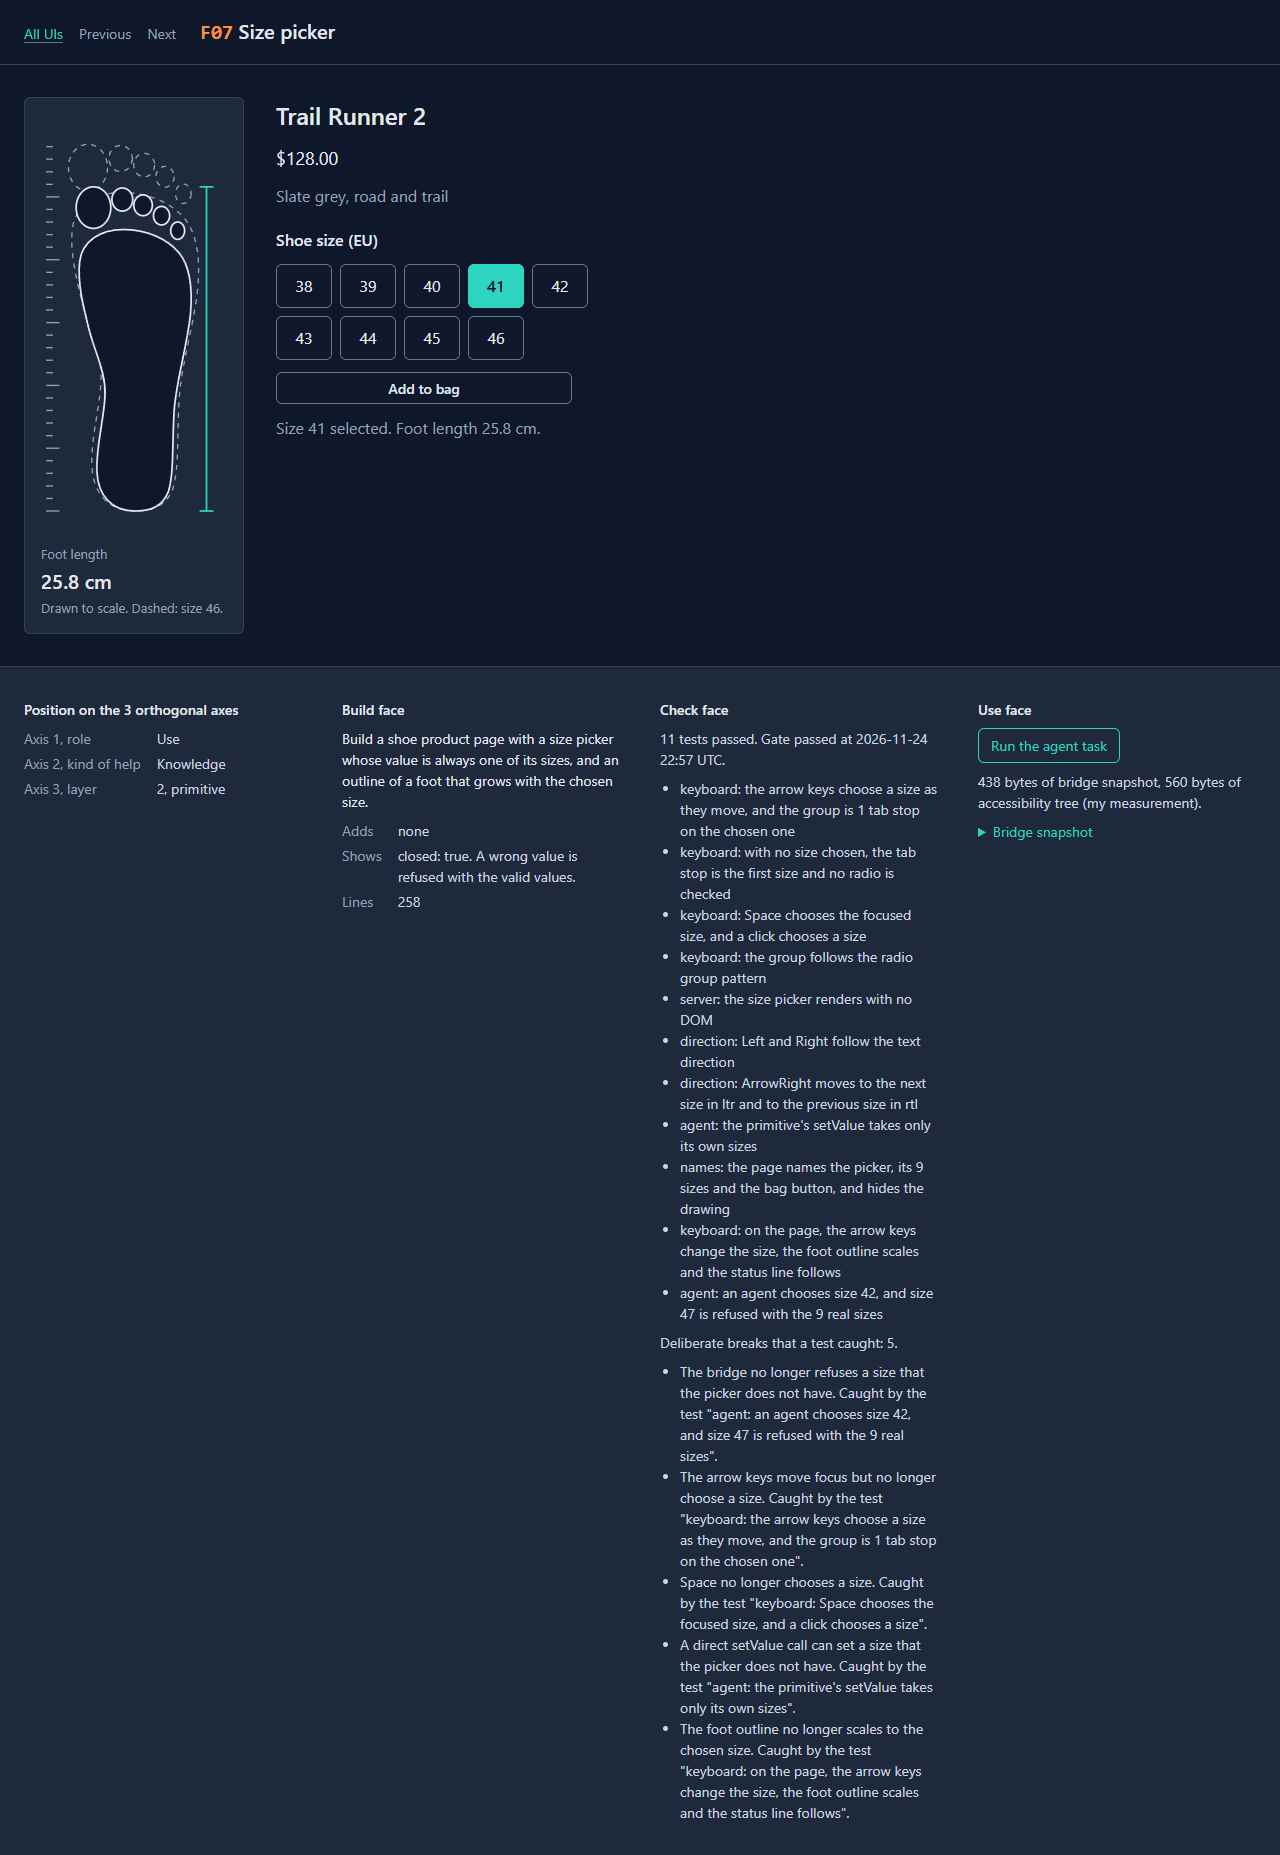 All UIs Previous Next F07 Size picker
Trail Runner 2
$128.00
Slate grey, road and trail
Shoe size (EU)
38 39 40 41 42
43 44 45 46
Add to bag
Size 41 selected. Foot length 25.8 cm.
Foot length
25.8 cm
Drawn to scale. Dashed: size 46.
Position on the 3 orthogonal axes
Axis 1, role Use
Axis 2, kind of help Knowledge
Axis 3, layer 2, primitive
Build face
Build a shoe product page with a size picker
whose value is always one of its sizes, and an
outline of a foot that grows with the chosen
size.
Adds none
Shows closed: true. A wrong value is
refused with the valid values.
Lines 258
Check face
11 tests passed. Gate passed at 2026-11-24
22:57 UTC.
• keyboard: the arrow keys choose a size as
they move, and the group is 1 tab stop
on the chosen one
• keyboard: with no size chosen, the tab
stop is the first size and no radio is
checked
• keyboard: Space chooses the focused
size, and a click chooses a size
• keyboard: the group follows the radio
group pattern
• server: the size picker renders with no
DOM
• direction: Left and Right follow the text
direction
• direction: ArrowRight moves to the next
size in ltr and to the previous size in rtl
• agent: the primitive's setValue takes only
its own sizes
• names: the page names the picker, its 9
sizes and the bag button, and hides the
drawing
• keyboard: on the page, the arrow keys
change the size, the foot outline scales
and the status line follows
• agent: an agent chooses size 42, and size
47 is refused with the 9 real sizes
Deliberate breaks that a test caught: 5.
• The bridge no longer refuses a size that
the picker does not have. Caught by the
test "agent: an agent chooses size 42,
and size 47 is refused with the 9 real
sizes".
• The arrow keys move focus but no longer
choose a size. Caught by the test
"keyboard: the arrow keys choose a size
as they move, and the group is 1 tab stop
on the chosen one".
• Space no longer chooses a size. Caught
by the test "keyboard: Space chooses the
focused size, and a click chooses a size".
• A direct setValue call can set a size that
the picker does not have. Caught by the
test "agent: the primitive's setValue takes
only its own sizes".
• The foot outline no longer scales to the
chosen size. Caught by the test
"keyboard: on the page, the arrow keys
change the size, the foot outline scales
and the status line follows".
Use face
Run the agent task
438 bytes of bridge snapshot, 560 bytes of
accessibility tree (my measurement).
▶ Bridge snapshot